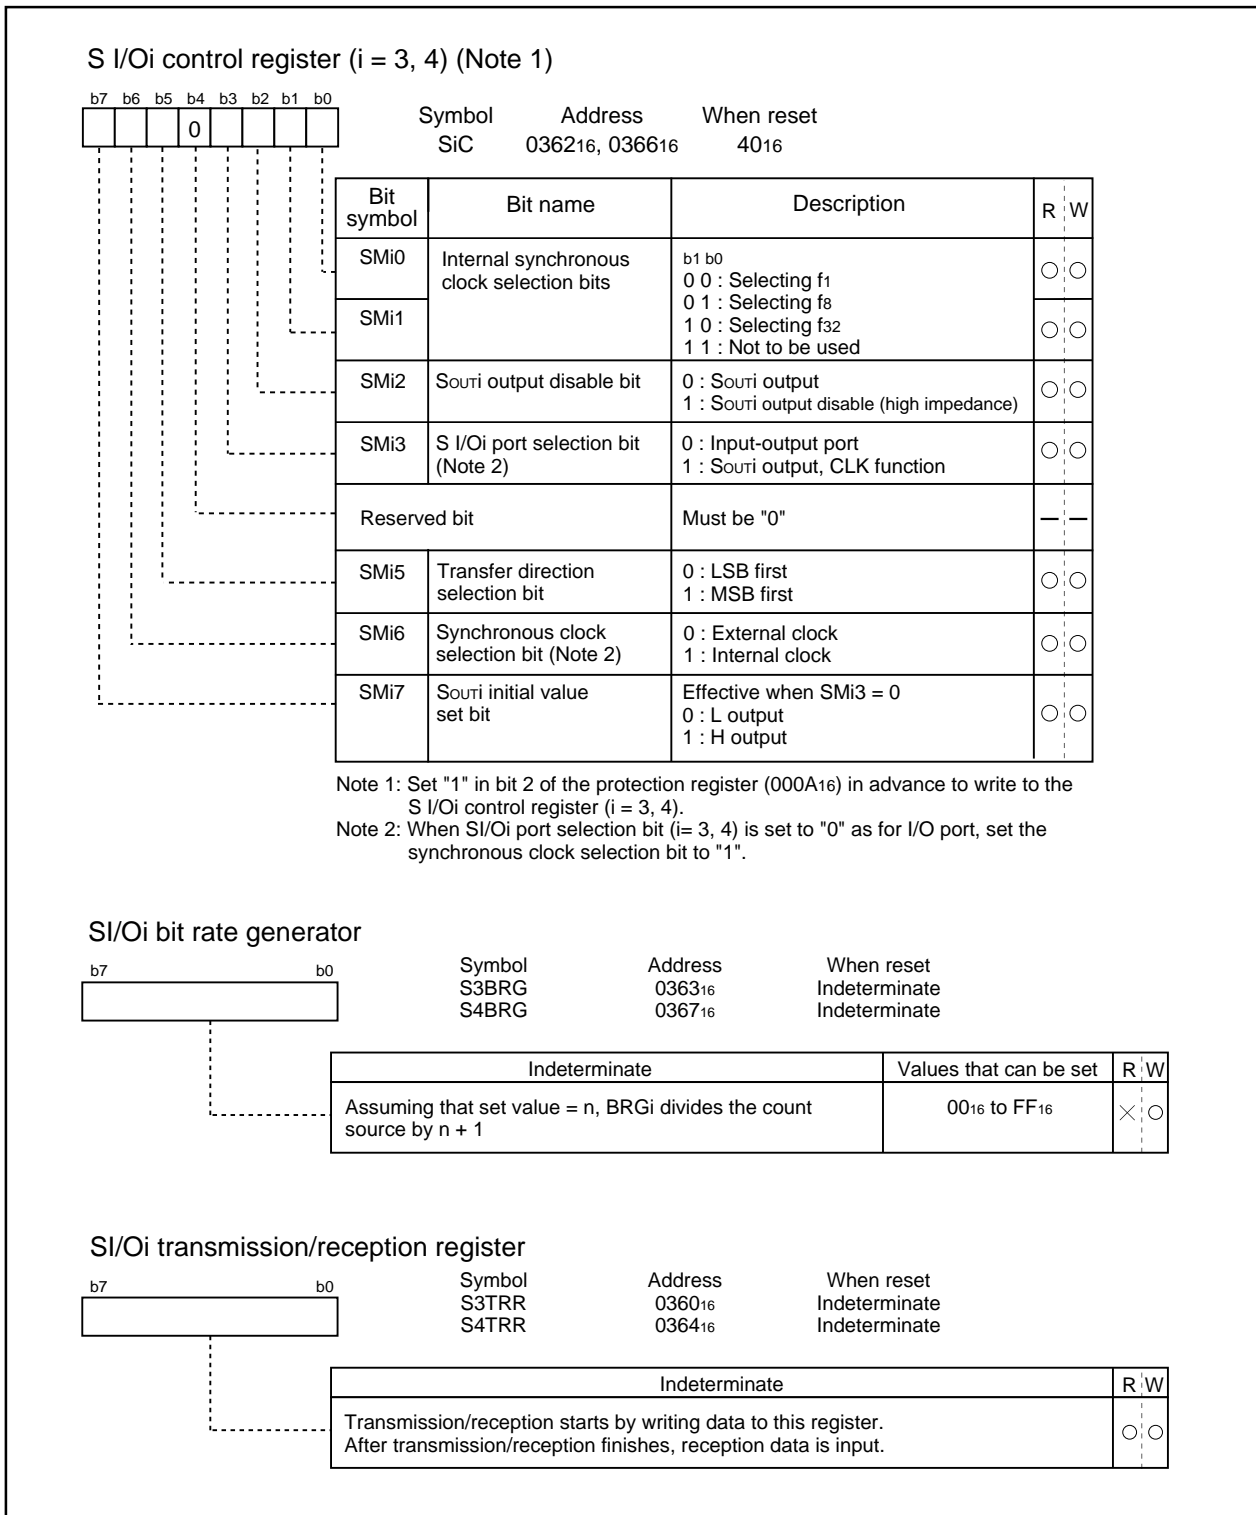 S I/Oi control register (i = 3, 4) (Note 1)
b7 b6 b5 b4 b3 b2 b1 b0
0
Symbol Address When reset
SiC 036216, 036616 4016
Bit symbol Bit name Description R W
SMi0 Internal synchronous clock selection bits b1 b0
0 0 : Selecting f1
0 1 : Selecting f8
SMi1 1 0 : Selecting f32
1 1 : Not to be used
SMi2 SOUTi output disable bit 0 : SOUTi output
1 : SOUTi output disable (high impedance)
SMi3 S I/Oi port selection bit 0 : Input-output port
(Note 2) 1 : SOUTi output, CLK function
Reserved bit Must be "0" — —
SMi5 Transfer direction 0 : LSB first
selection bit 1 : MSB first
SMi6 Synchronous clock 0 : External clock
selection bit (Note 2) 1 : Internal clock
SMi7 SOUTi initial value Effective when SMi3 = 0
set bit 0 : L output
1 : H output
Note 1: Set "1" in bit 2 of the protection register (000A16) in advance to write to the
S I/Oi control register (i = 3, 4).
Note 2: When SI/Oi port selection bit (i= 3, 4) is set to "0" as for I/O port, set the
synchronous clock selection bit to "1".
SI/Oi bit rate generator
b7 b0
Symbol Address When reset
S3BRG 036316 Indeterminate
S4BRG 036716 Indeterminate
Indeterminate Values that can be set R W
Assuming that set value = n, BRGi divides the count 0016 to FF16
source by n + 1
SI/Oi transmission/reception register
b7 b0
Symbol Address When reset
S3TRR 036016 Indeterminate
S4TRR 036416 Indeterminate
Indeterminate R W
Transmission/reception starts by writing data to this register.
After transmission/reception finishes, reception data is input.